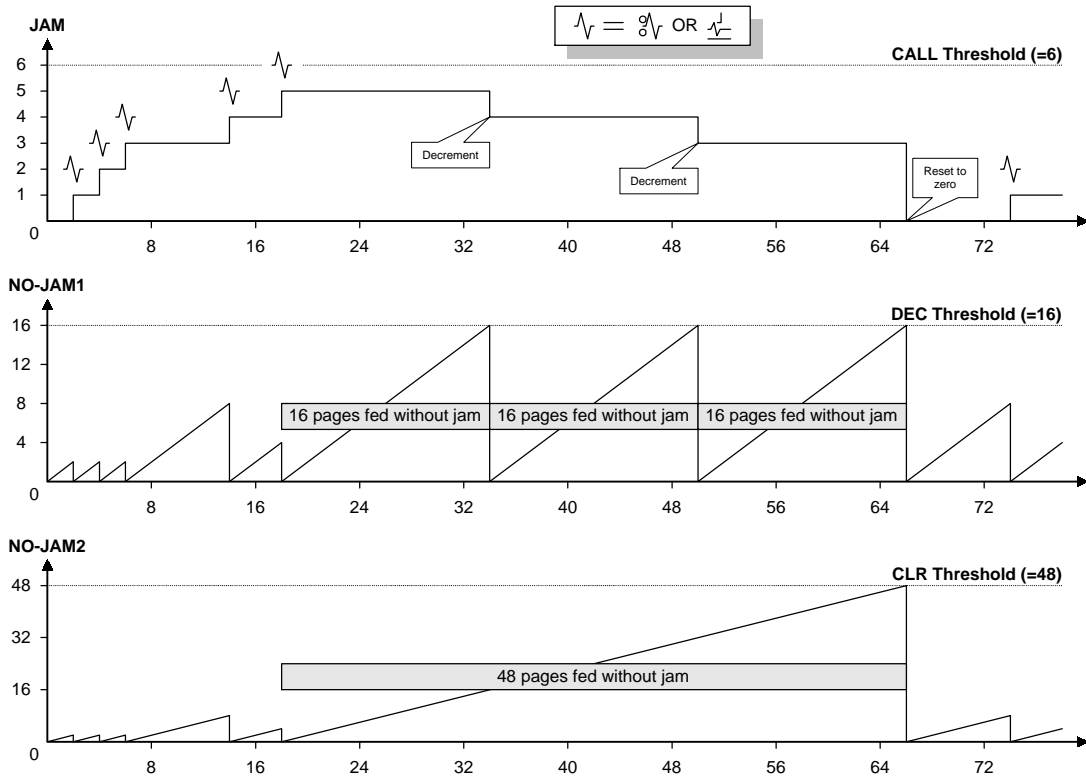 JAM
= OR
CALL Threshold (=6)
6
5
4
3
2
1
0
Decrement
Decrement
Reset to
zero
8 16 24 32 40 48 56 64 72
NO-JAM1
DEC Threshold (=16)
16
12
8
4
0
16 pages fed without jam 16 pages fed without jam 16 pages fed without jam
8 16 24 32 40 48 56 64 72
NO-JAM2
CLR Threshold (=48)
48
32
16
0
48 pages fed without jam
8 16 24 32 40 48 56 64 72